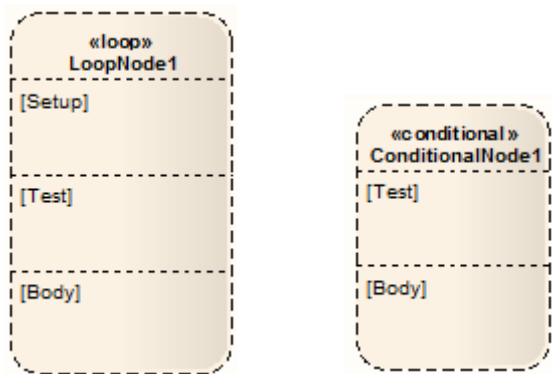 «loop»
LoopNode1
[Setup]
[Test]
[Body]
«conditional»
ConditionalNode1
[Test]
[Body]